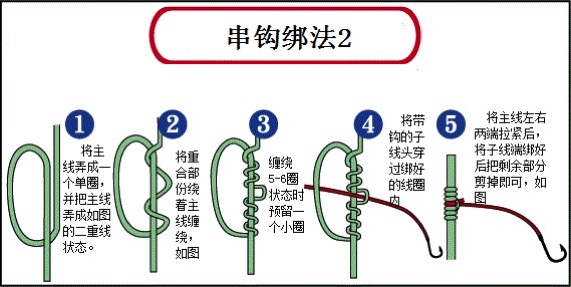 串钩绑法2
1
将主
线弄成一
个单圈,
并把主线
弄成如图
的二重线
状态。
2
将重
合部
份绕
着主
线缠
绕,
如图
3
缠绕
5-6圈
状态时
预留一
个小圈
4
将带
钩的子
线头穿
过绑好
的线圈
内
5
将主线左右
两端拉紧后,
将子线端绑好
后把剩余部分
剪掉即可,如
图